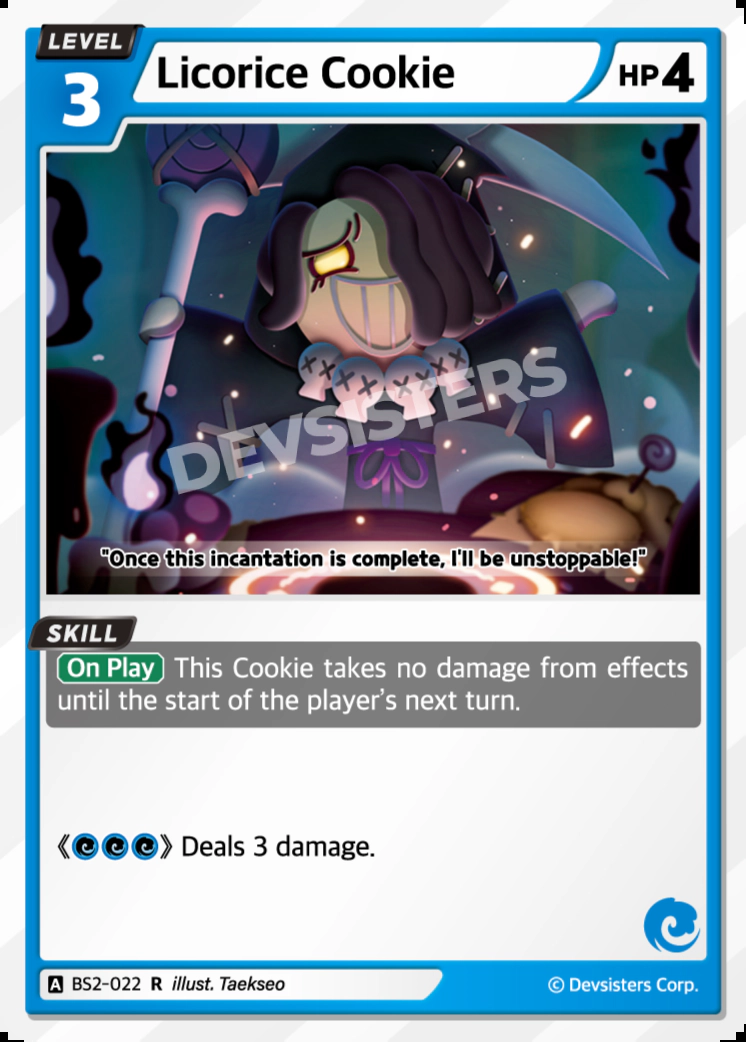 LEVEL
3
Licorice Cookie
HP 4
DEVSISTERS
"Once this incantation is complete, I'll be unstoppable!"
SKILL
On Play This Cookie takes no damage from effects
until the start of the player's next turn.
《》 Deals 3 damage.
A BS2-022 R illust. Taekseo
© Devsisters Corp.